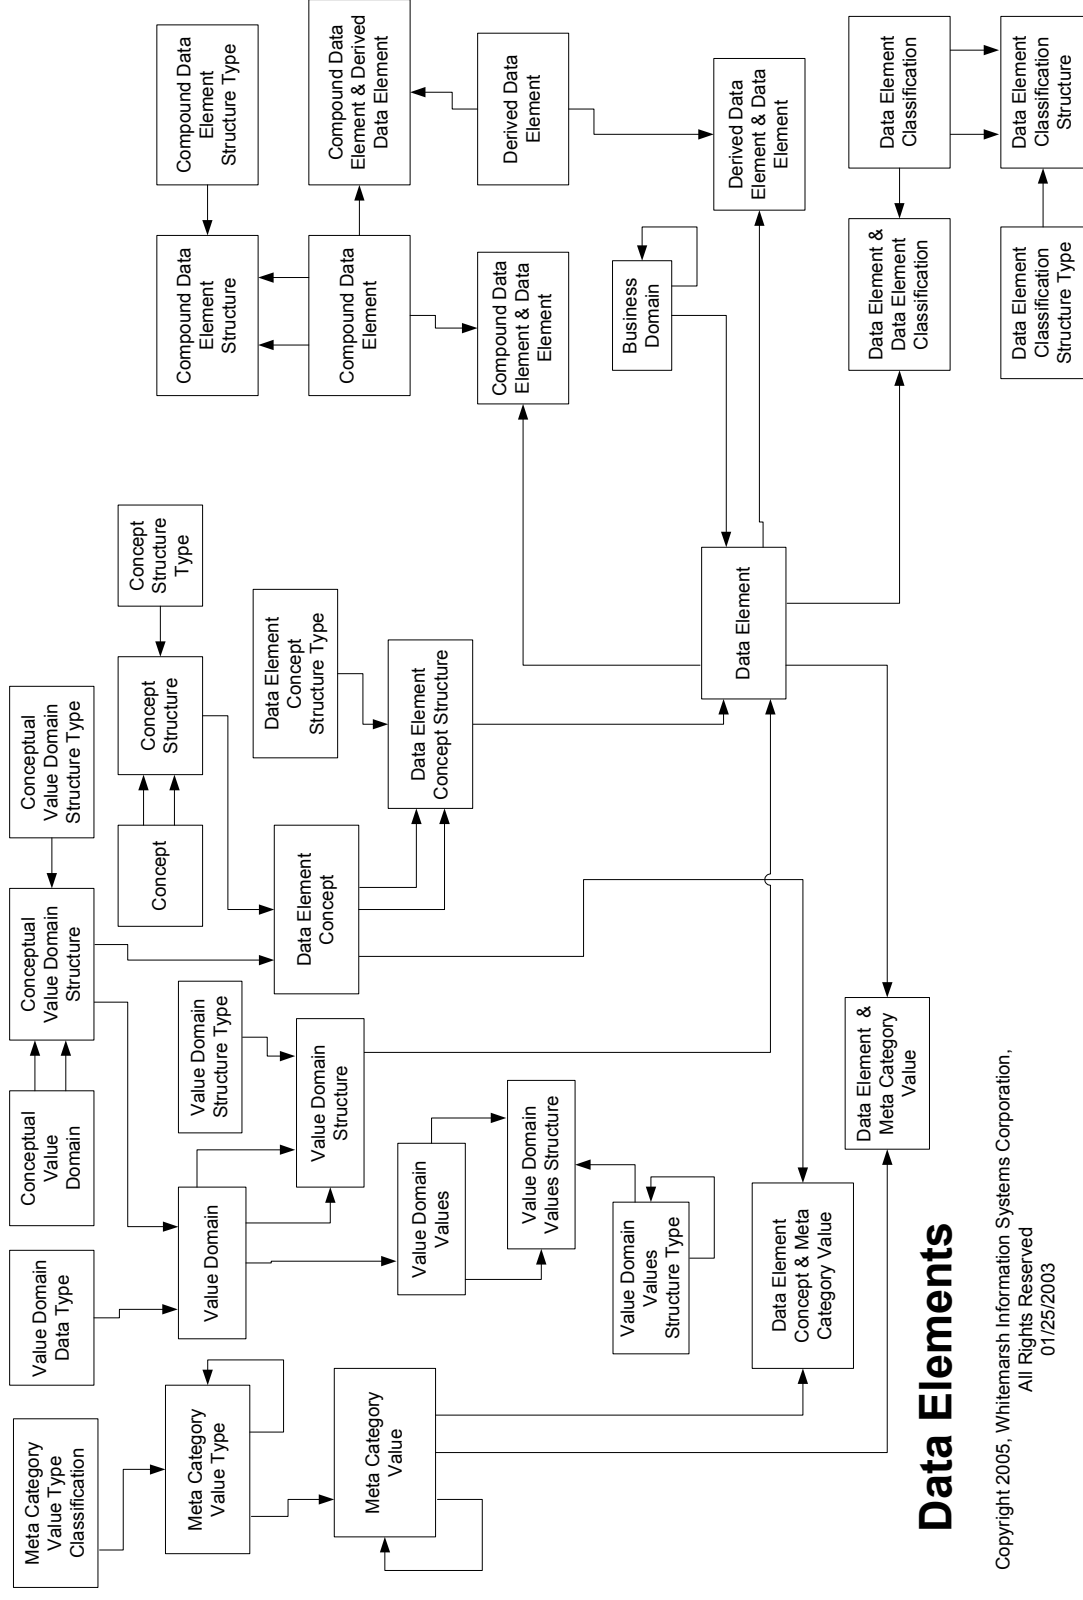 Meta Category
Value Type
Classification
Value Domain
Data Type
Conceptual
Value
Domain
Conceptual
Value Domain
Structure
Conceptual
Value Domain
Structure Type
Concept
Concept
Structure
Concept
Structure
Type
Compound Data
Element
Structure
Compound Data
Element
Structure Type
Meta Category
Value Type
Value Domain
Value Domain
Structure Type
Data Element
Concept
Data Element
Concept
Structure Type
Compound Data
Element
Compound Data
Element & Derived
Data Element
Meta Category
Value
Value Domain
Structure
Value Domain
Values
Data Element
Concept Structure
Compound Data
Element & Data
Element
Derived Data
Element
Value Domain
Values Structure
Value Domain
Values
Structure Type
Business
Domain
Data Element
Concept & Meta
Category Value
Data Element
Derived Data
Element & Data
Element
Data Element &
Meta Category
Value
Data Element &
Data Element
Classification
Data Element
Classification
Data Element
Classification
Structure Type
Data Element
Classification
Structure
Data Elements
Copyright 2005, Whitemarsh Information Systems Corporation,
All Rights Reserved
01/25/2003